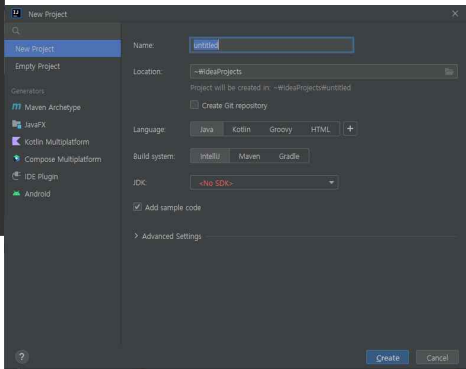 New Project
New Project
Empty Project
Generators
Maven Archetype
JavaFX
Kotlin Multiplatform
Compose Multiplatform
IDE Plugin
Android
Name:
untitled
Location:
~₩IdeaProjects
Project will be created in: ~₩IdeaProjects₩untitled
Create Git repository
Language:
Java Kotlin Groovy HTML +
Build system:
IntelliJ Maven Gradle
JDK:
<No SDK>
Add sample code
> Advanced Settings
? Create Cancel